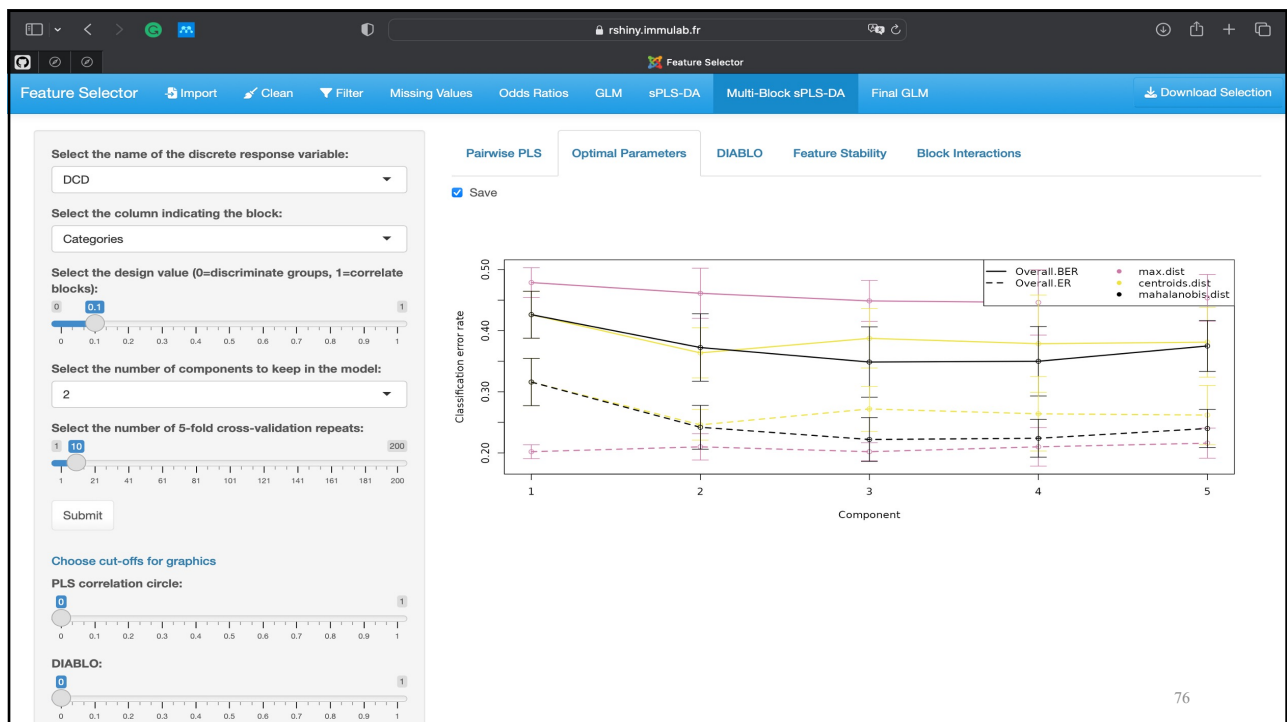 rshiny.immulab.fr
Feature Selector
Feature Selector Import Clean Filter Missing Values Odds Ratios GLM sPLS-DA Multi-Block sPLS-DA Final GLM Download Selection
Select the name of the discrete response variable:
DCD
Select the column indicating the block:
Categories
Select the design value (0=discriminate groups, 1=correlate
blocks):
0 0.1 1
0 0.1 0.2 0.3 0.4 0.5 0.6 0.7 0.8 0.9 1
Select the number of components to keep in the model:
2
Select the number of 5-fold cross-validation repeats:
1 10 200
1 21 41 61 81 101 121 141 161 181 200
Submit
Choose cut-offs for graphics
PLS correlation circle:
0 1
0 0.1 0.2 0.3 0.4 0.5 0.6 0.7 0.8 0.9 1
DIABLO:
0 1
0 0.1 0.2 0.3 0.4 0.5 0.6 0.7 0.8 0.9 1
Pairwise PLS Optimal Parameters DIABLO Feature Stability Block Interactions
Save
Overall.BER
Overall.ER
max.dist
centroids.dist
mahalanobis.dist
Classification error rate
0.50
0.40
0.30
0.20
1 2 3 4 5
Component
76